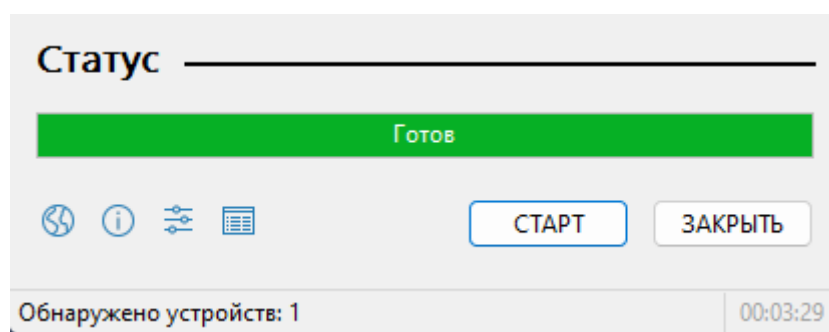 Статус
Готов
СТАРТ
ЗАКРЫТЬ
Обнаружено устройств: 1
00:03:29